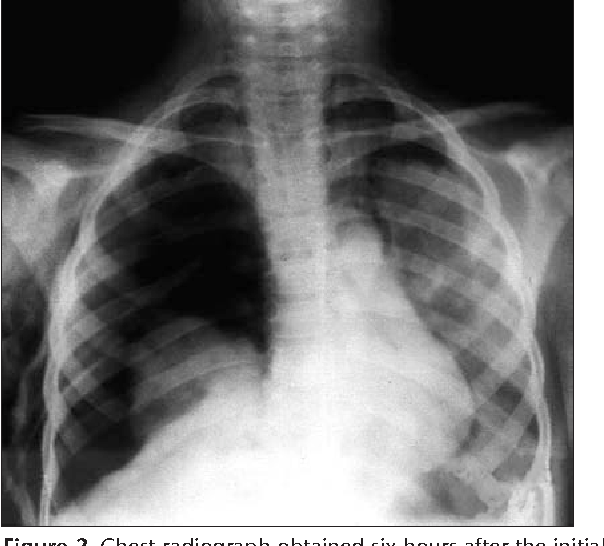 Figure 2. Chest radiograph obtained six hours after the initial